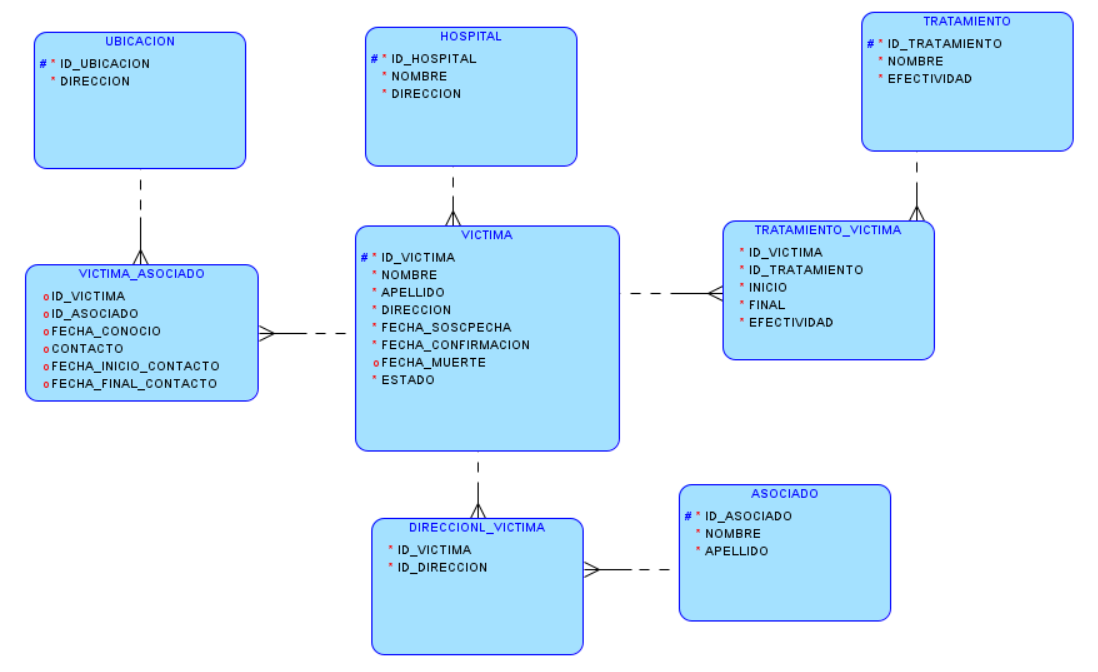 UBICACION
# * ID_UBICACION
* DIRECCION
HOSPITAL
# * ID_HOSPITAL
* NOMBRE
* DIRECCION
TRATAMIENTO
# * ID_TRATAMIENTO
* NOMBRE
* EFECTIVIDAD
VICTIMA_ASOCIADO
o ID_VICTIMA
o ID_ASOCIADO
o FECHA_CONOCIO
o CONTACTO
o FECHA_INICIO_CONTACTO
o FECHA_FINAL_CONTACTO
VICTIMA
# * ID_VICTIMA
* NOMBRE
* APELLIDO
* DIRECCION
* FECHA_SOSCPECHA
* FECHA_CONFIRMACION
o FECHA_MUERTE
* ESTADO
TRATAMIENTO_VICTIMA
* ID_VICTIMA
* ID_TRATAMIENTO
* INICIO
* FINAL
* EFECTIVIDAD
DIRECCIONL_VICTIMA
* ID_VICTIMA
* ID_DIRECCION
ASOCIADO
# * ID_ASOCIADO
* NOMBRE
* APELLIDO